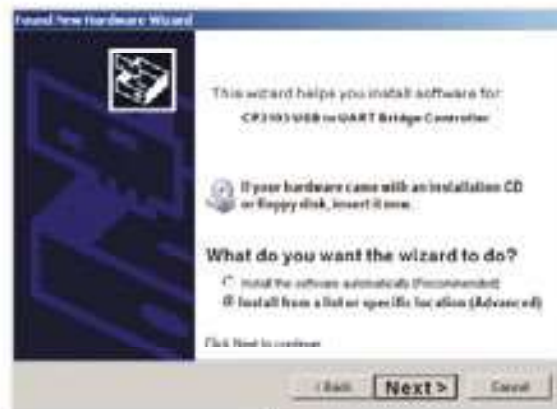 Found New Hardware Wizard
This wizard helps you install software for:
CP2103 USB to UART Bridge Controller
If your hardware came with an installation CD
or floppy disk, insert it now.
What do you want the wizard to do?
Install the software automatically (Recommended)
Install from a list or specific location (Advanced)
Click Next to continue.
< Back
Next >
Cancel